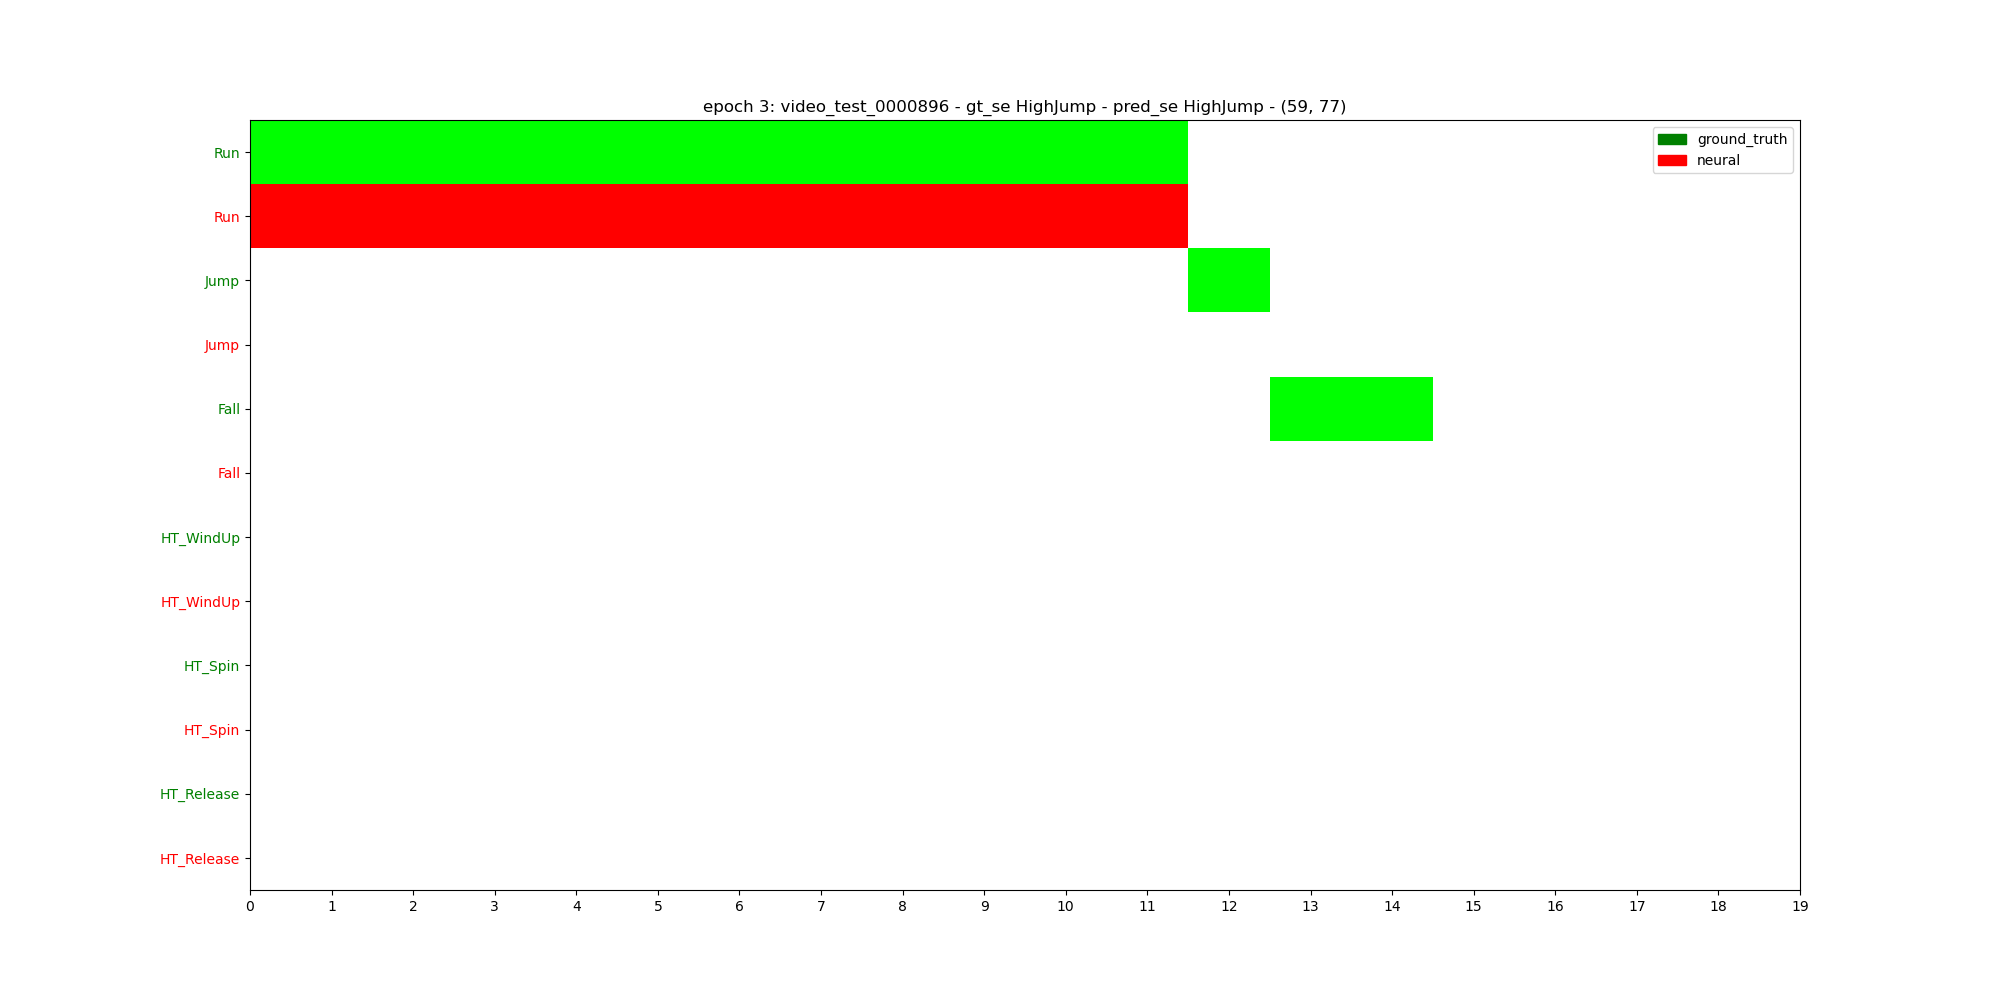 epoch 3: video_test_0000896 - gt_se HighJump - pred_se HighJump - (59, 77)
ground_truth
neural
Run
Run
Jump
Jump
Fall
Fall
HT_WindUp
HT_WindUp
HT_Spin
HT_Spin
HT_Release
HT_Release
0 1 2 3 4 5 6 7 8 9 10 11 12 13 14 15 16 17 18 19